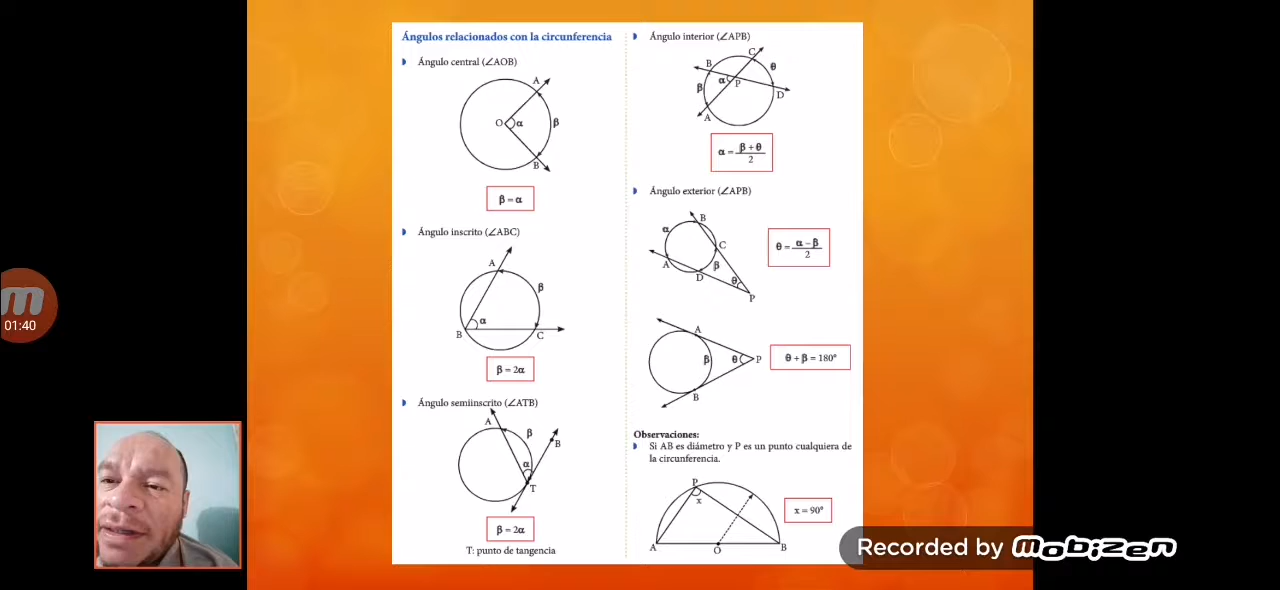 Ángulos relacionados con la circunferencia
Ángulo central (∠AOB)
A
O
α
β
B
β = α
Ángulo inscrito (∠ABC)
A
β
α
B
C
β = 2α
Ángulo semiinscrito (∠ATB)
A
β
B
α
T
β = 2α
T: punto de tangencia
Ángulo interior (∠APB)
C
B
θ
α
P
β
D
A
α = β + θ / 2
Ángulo exterior (∠APB)
B
α
C
A
β
D
θ
P
θ = α – β / 2
A
β
θ
P
B
θ + β = 180°
Observaciones:
Si AB es diámetro y P es un punto cualquiera de
la circunferencia.
P
x
A
O
B
x = 90°
m
01:40
Recorded by mobizen